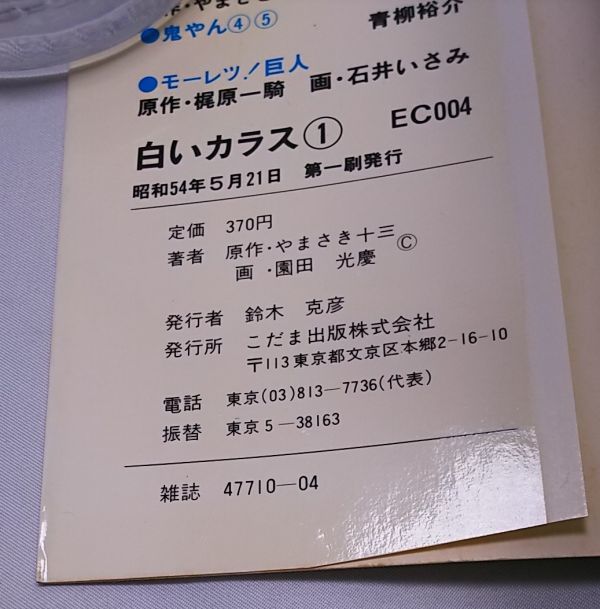 作・やまさき
●鬼やん④⑤ 青柳裕介
●モーレツ!巨人
原作・梶原一騎 画・石井いさみ
白いカラス① EC004
昭和54年5月21日 第一刷発行
定価 370円
著者 原作・やまさき十三 Ⓒ
画・園田 光慶
発行者 鈴木 克彦
発行所 こだま出版株式会社
〒113東京都文京区本郷2-16-10
電話 東京(03)813-7736(代表)
振替 東京5-38163
雑誌 47710-04